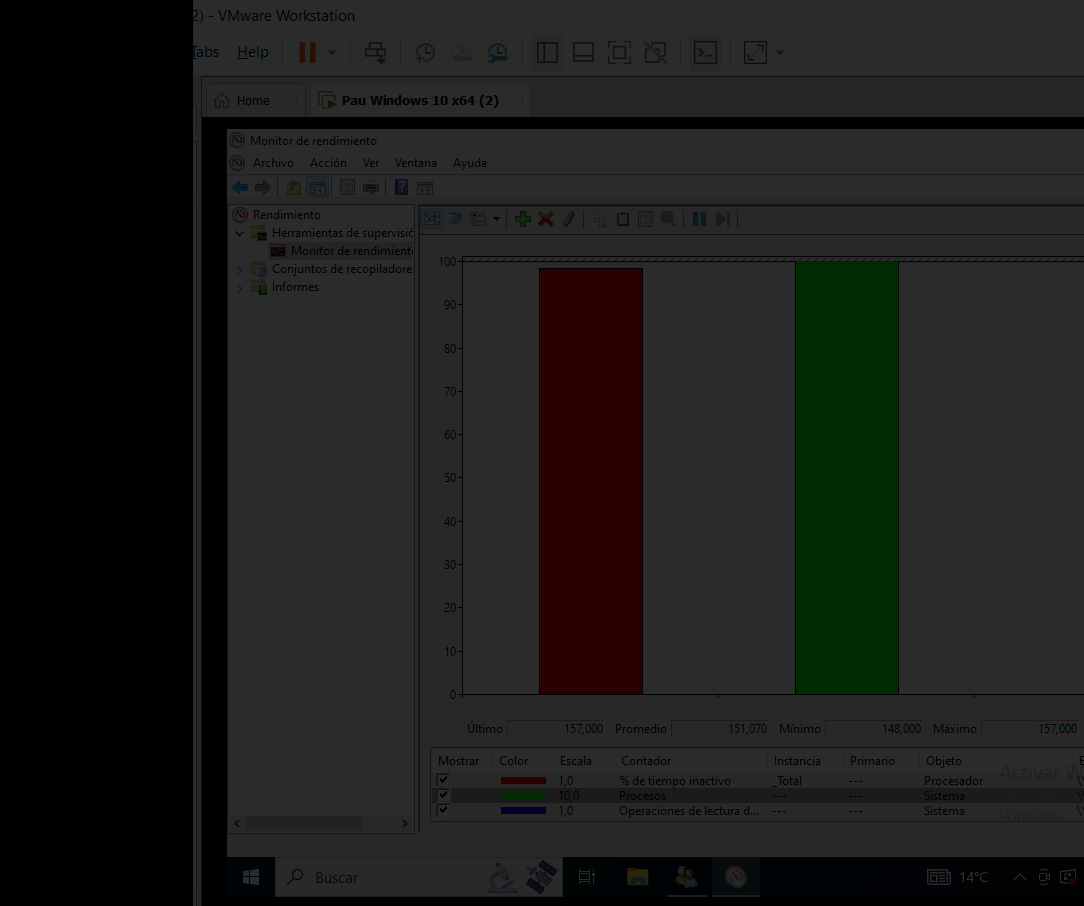 2) - VMware Workstation
Tabs Help
Home Pau Windows 10 x64 (2)
Monitor de rendimiento
Archivo Acción Ver Ventana Ayuda
Rendimiento
Herramientas de supervisió
Monitor de rendimiento
Conjuntos de recopiladore
Informes
100
90
80
70
60
50
40
30
20
10
0
Último 157,000 Promedio 151,070 Mínimo 148,000 Máximo 157,000
Mostrar Color Escala Contador Instancia Primario Objeto E
1,0 % de tiempo inactivo _Total --- Procesador
10,0 Procesos --- --- Sistema
1,0 Operaciones de lectura d... --- --- Sistema
Activar W
Windows.
Buscar 14°C